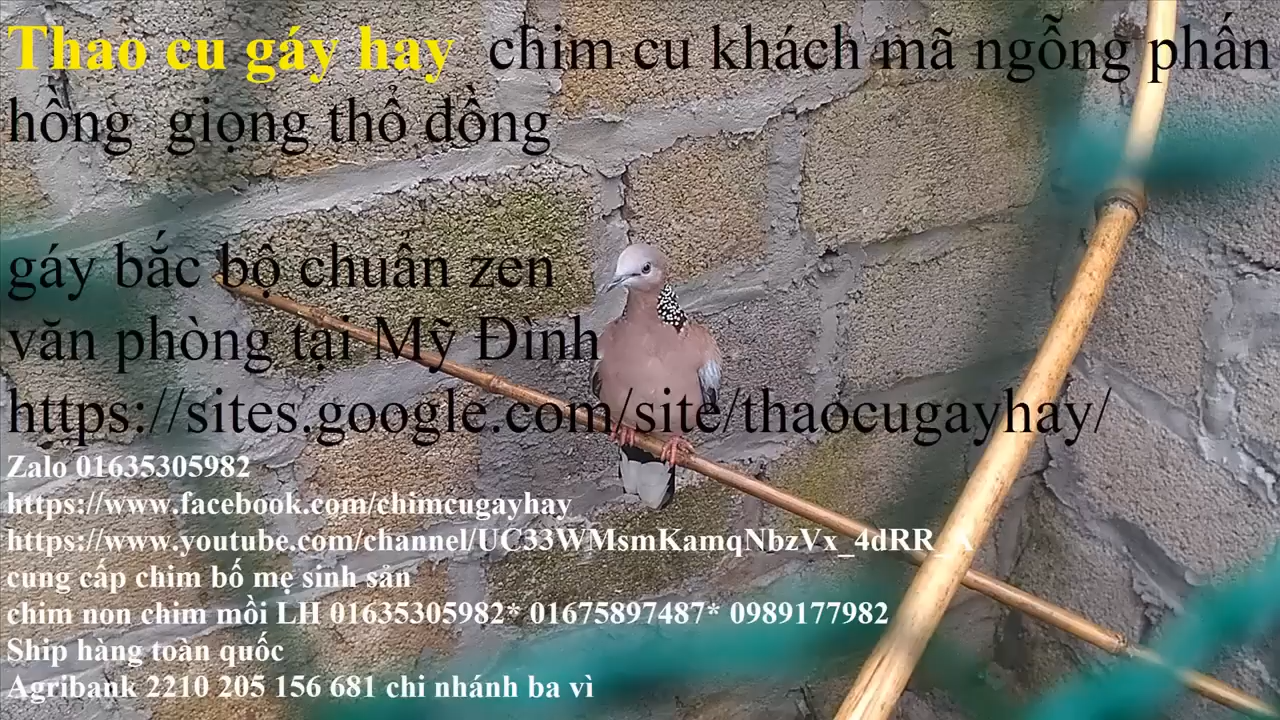 Thao cu gáy hay chim cu khách mã ngỗng phấn
hồng giọng thổ đồng
gáy bắc bộ chuẩn zen
văn phòng tại Mỹ Đình
https://sites.google.com/site/thaocugayhay/
Zalo 01635305982
https://www.facebook.com/chimcugayhay
https://www.youtube.com/channel/UC33WMsmKamqNbzVx_4dRR_A
cung cấp chim bố mẹ sinh sản
chim non chim mồi LH 01635305982* 01675897487* 0989177982
Ship hàng toàn quốc
Agribank 2210 205 156 681 chi nhánh ba vì